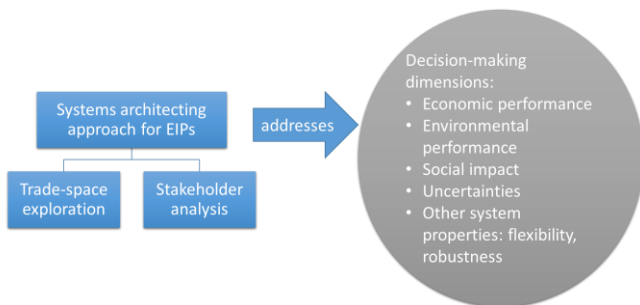 Systems architecting
approach for EIPs
Trade-space
exploration
Stakeholder
analysis
addresses
Decision-making
dimensions:
• Economic performance
• Environmental
performance
• Social impact
• Uncertainties
• Other system
properties: flexibility,
robustness